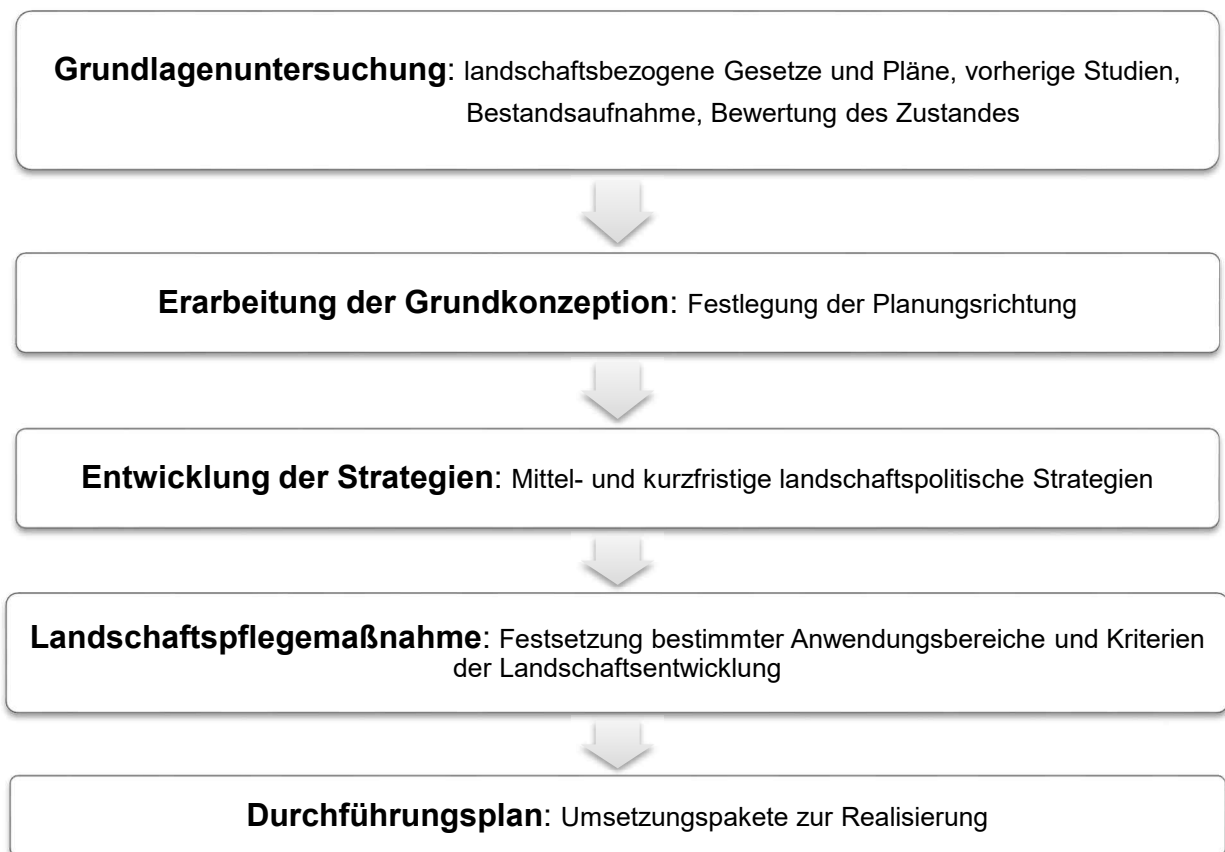 Grundlagenuntersuchung: landschaftsbezogene Gesetze und Pläne, vorherige Studien,
Bestandsaufnahme, Bewertung des Zustandes
Erarbeitung der Grundkonzeption: Festlegung der Planungsrichtung
Entwicklung der Strategien: Mittel- und kurzfristige landschaftspolitische Strategien
Landschaftspflegemaßnahme: Festsetzung bestimmter Anwendungsbereiche und Kriterien
der Landschaftsentwicklung
Durchführungsplan: Umsetzungspakete zur Realisierung